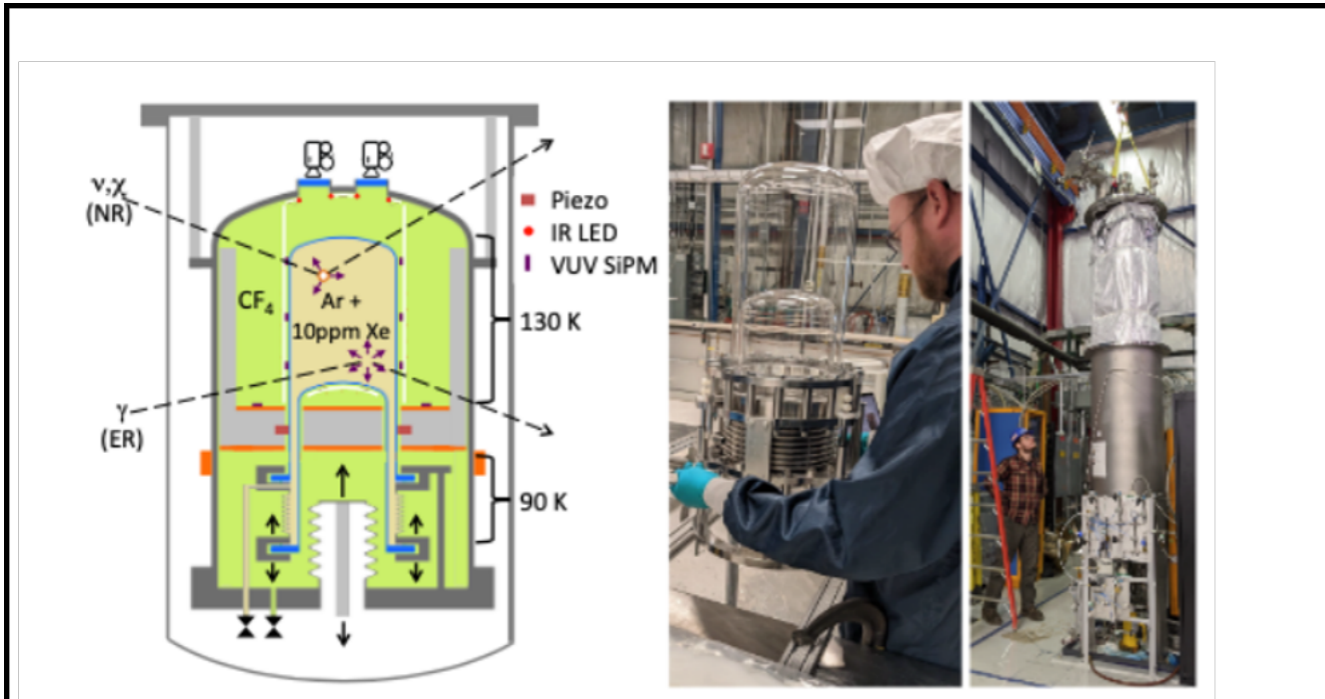 ν,χ
(NR)
Piezo
IR LED
VUV SiPM
CF₄
Ar +
10ppm Xe
130 K
γ
(ER)
90 K